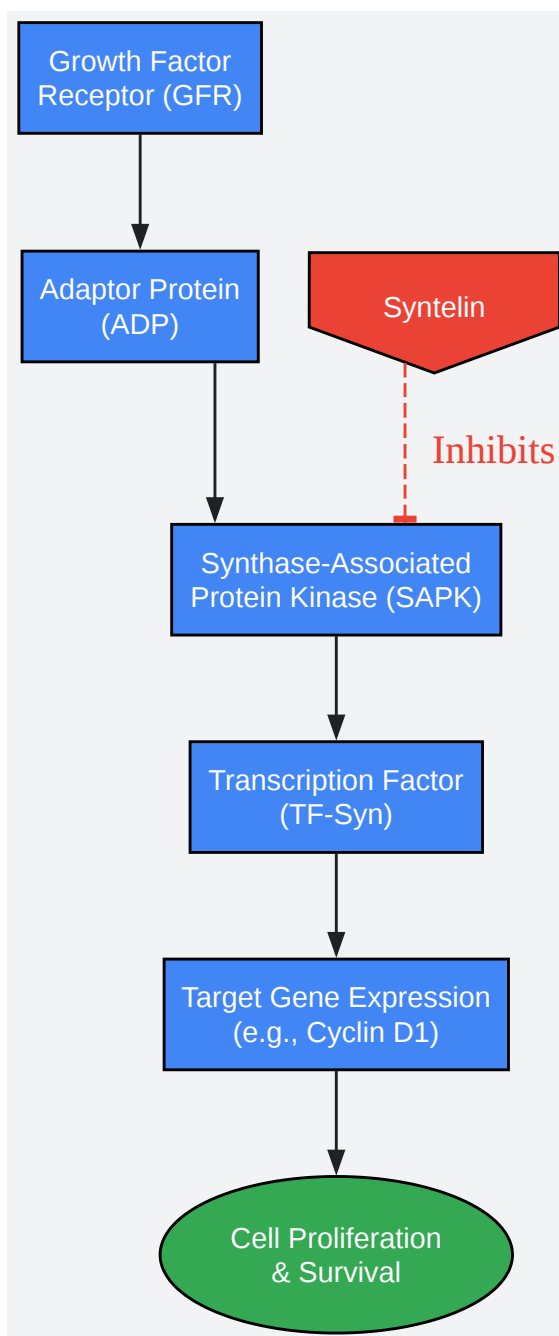 Growth Factor
Receptor (GFR)
Adaptor Protein
(ADP)
Syntelin
Inhibits
Synthase-Associated
Protein Kinase (SAPK)
Transcription Factor
(TF-Syn)
Target Gene Expression
(e.g., Cyclin D1)
Cell Proliferation
& Survival